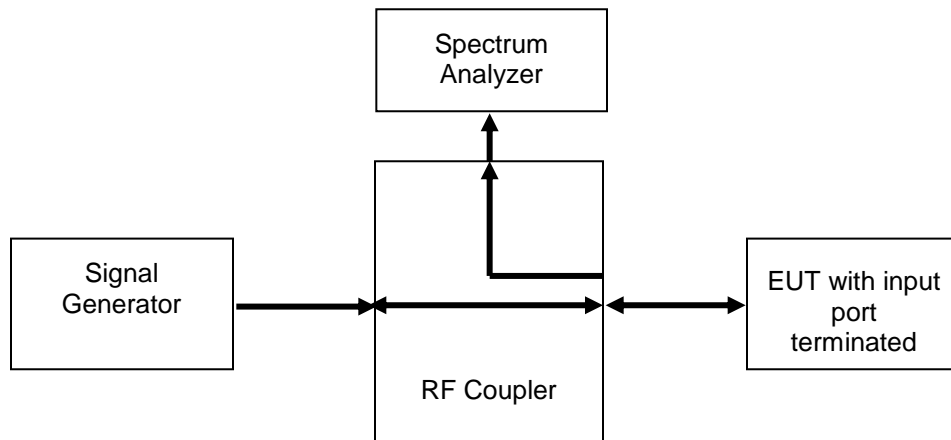 Spectrum
Analyzer
Signal
Generator
EUT with input
port
terminated
RF Coupler